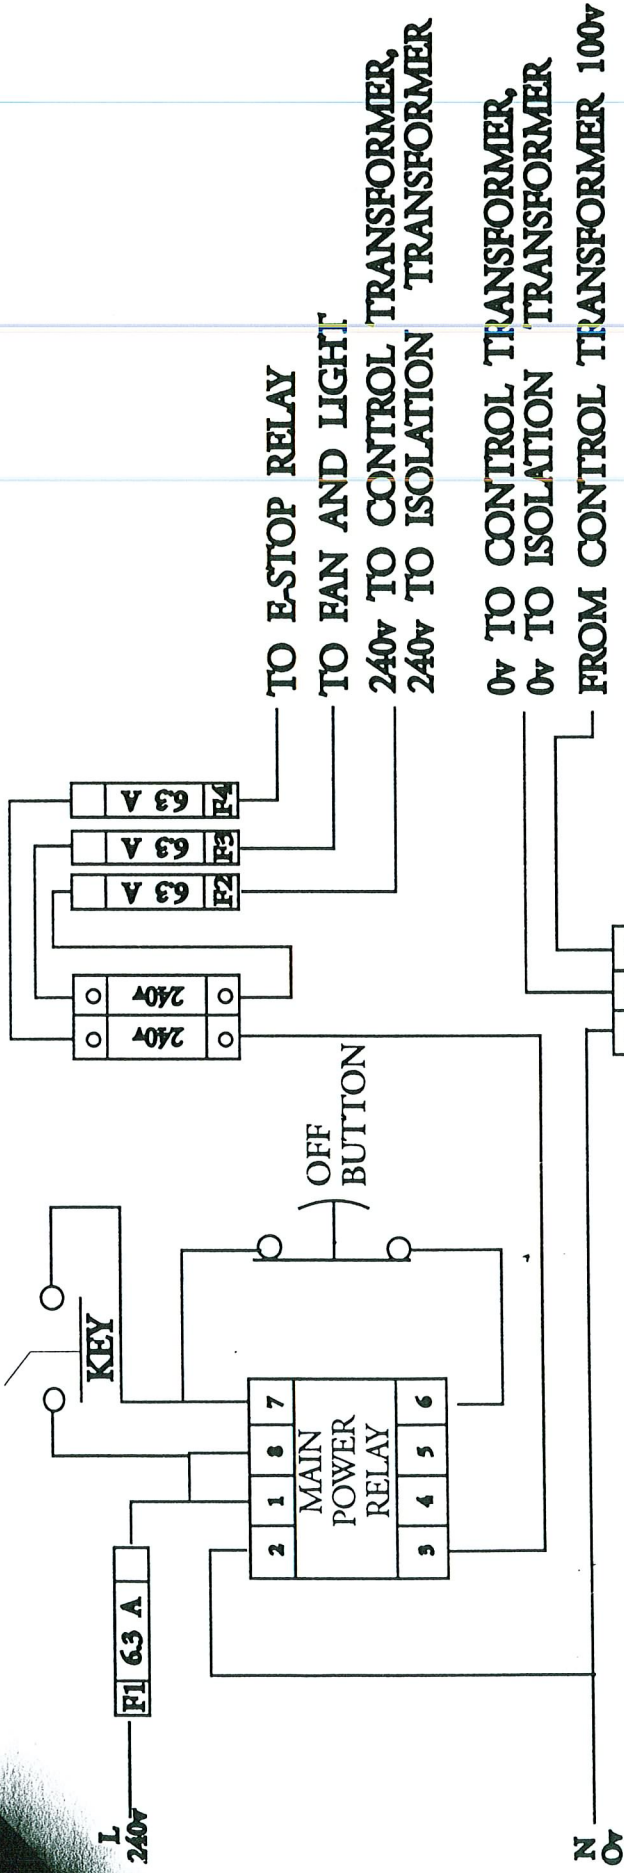 L
240v
F1 6.3 A
KEY
2 1 8 7
MAIN
POWER
RELAY
3 4 5 6
OFF
BUTTON
240v
240v
6.3 A F2
6.3 A F3
6.3 A F4
TO E-STOP RELAY
TO FAN AND LIGHT
240v TO CONTROL TRANSFORMER,
240v TO ISOLATION TRANSFORMER
0v TO CONTROL TRANSFORMER,
0v TO ISOLATION TRANSFORMER
FROM CONTROL TRANSFORMER 100v
N
0v